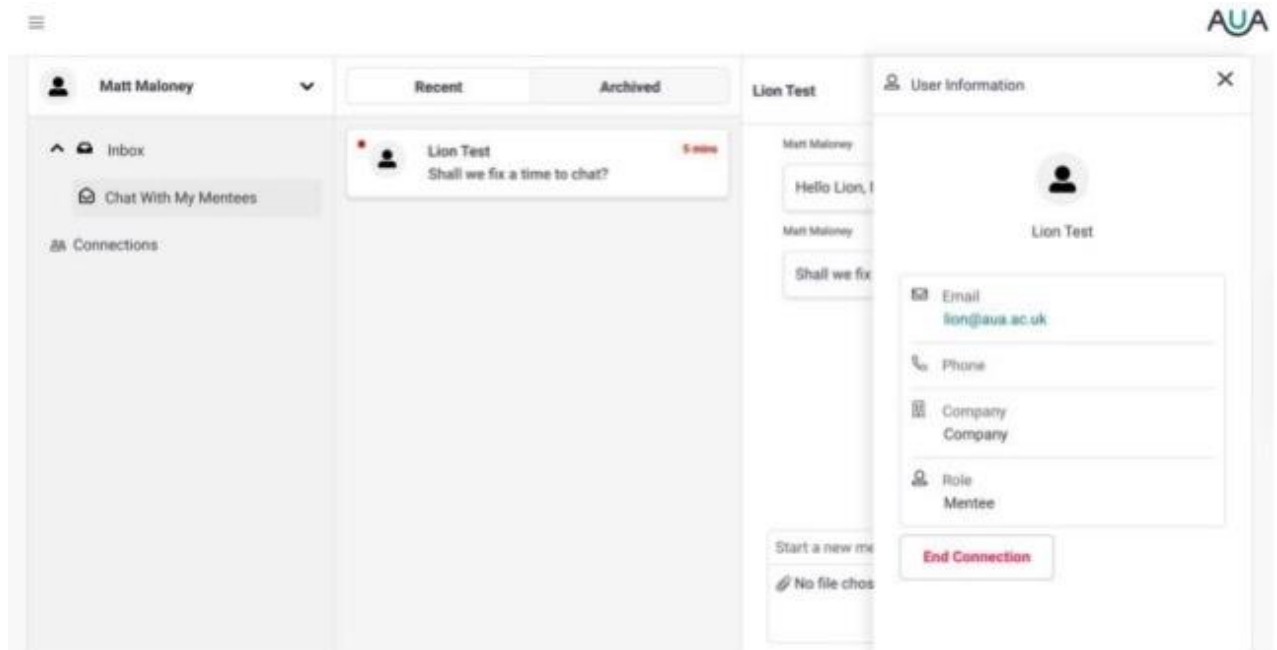 AUA
Matt Maloney
Inbox
Chat With My Mentees
Connections
Recent
Archived
Lion Test
5 mins
Shall we fix a time to chat?
Lion Test
Matt Maloney
Hello Lion,
Matt Maloney
Shall we fix
Start a new me
No file chos
User Information
Lion Test
Email
lion@aua.ac.uk
Phone
Company
Company
Role
Mentee
End Connection